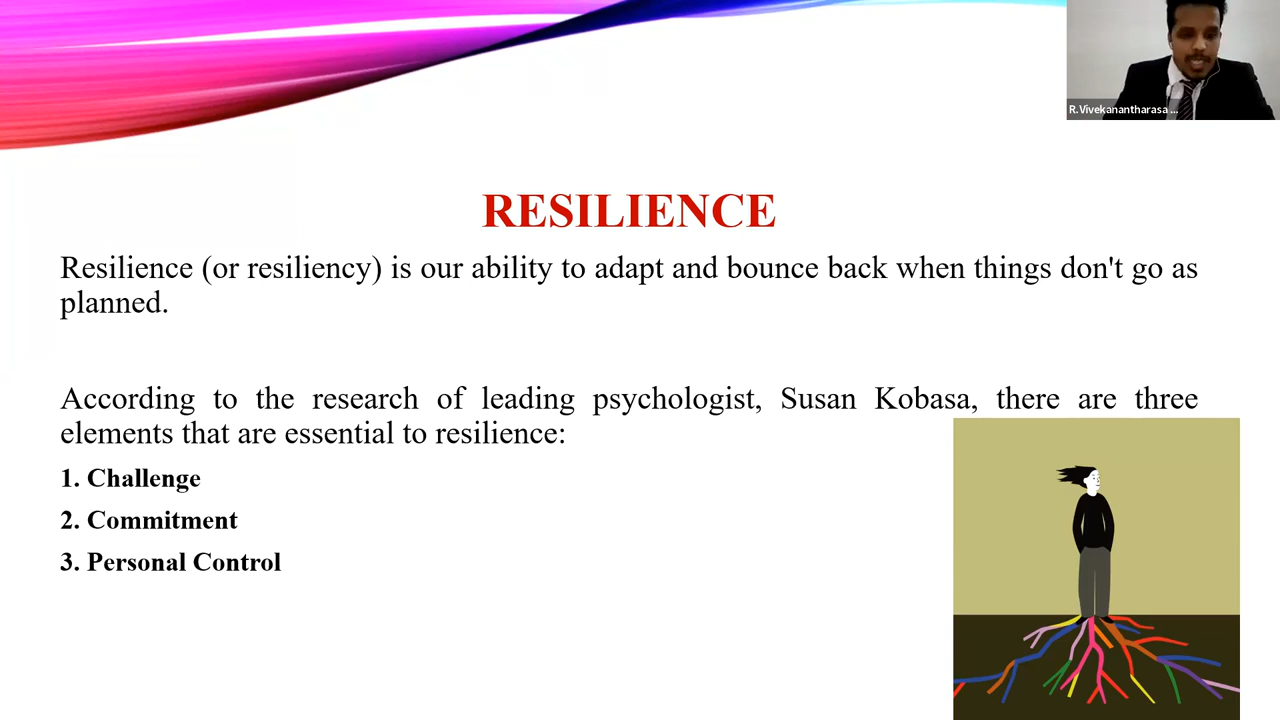 R.Vivekanantharasa ...
RESILIENCE
Resilience (or resiliency) is our ability to adapt and bounce back when things don't go as
planned.
According to the research of leading psychologist, Susan Kobasa, there are three
elements that are essential to resilience:
1. Challenge
2. Commitment
3. Personal Control